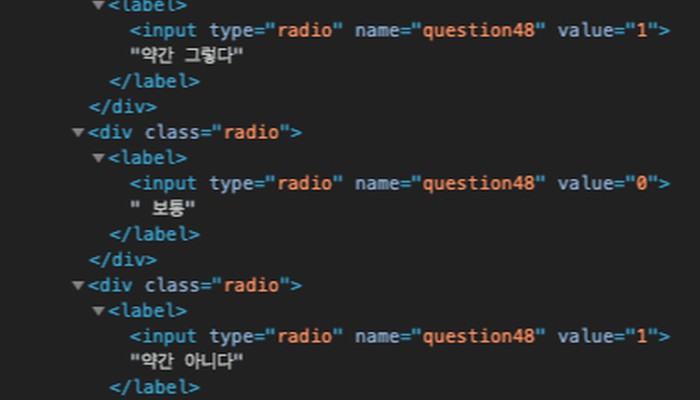 ▼<label>
<input type="radio" name="question48" value="1">
"약간 그렇다"
</label>
</div>
▼<div class="radio">
▼<label>
<input type="radio" name="question48" value="0">
" 보통"
</label>
</div>
▼<div class="radio">
▼<label>
<input type="radio" name="question48" value="1">
"약간 아니다"
</label>